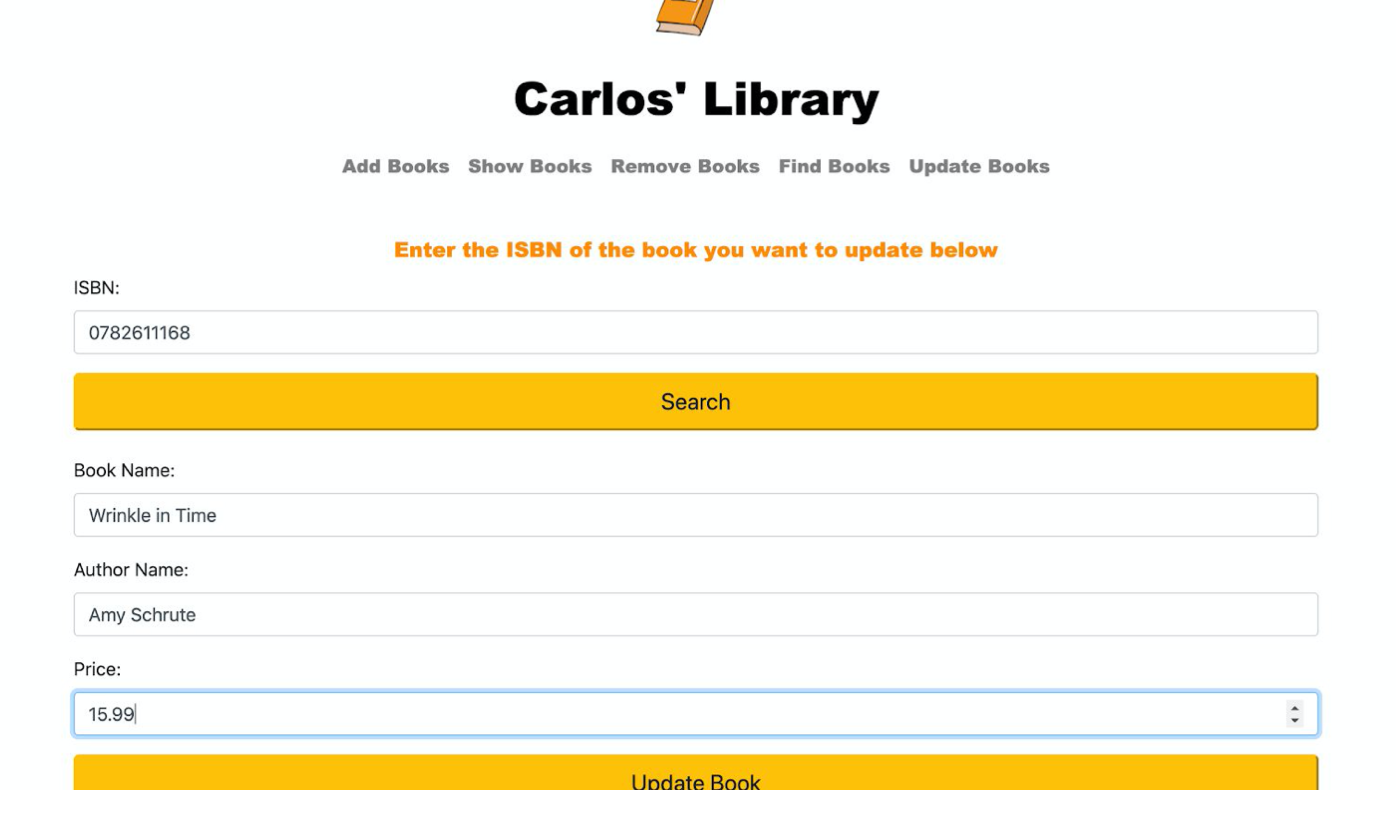 Carlos' Library
Add Books Show Books Remove Books Find Books Update Books
Enter the ISBN of the book you want to update below
ISBN:
0782611168
Search
Book Name:
Wrinkle in Time
Author Name:
Amy Schrute
Price:
15.99
Update Book